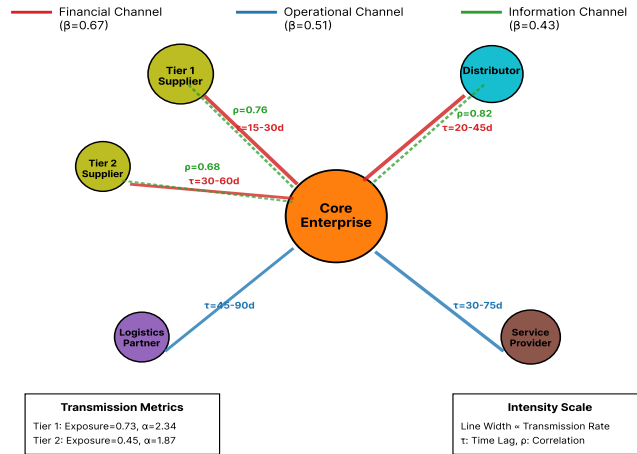 Financial Channel
(β=0.67)
Operational Channel
(β=0.51)
Information Channel
(β=0.43)
Tier 1
Supplier
Distributor
ρ=0.76
τ=15-30d
ρ=0.82
τ=20-45d
Tier 2
Supplier
ρ=0.68
τ=30-60d
Core
Enterprise
τ=45-90d
τ=30-75d
Logistics
Partner
Service
Provider
Transmission Metrics
Tier 1: Exposure=0.73, α=2.34
Tier 2: Exposure=0.45, α=1.87
Intensity Scale
Line Width ∝ Transmission Rate
τ: Time Lag, ρ: Correlation